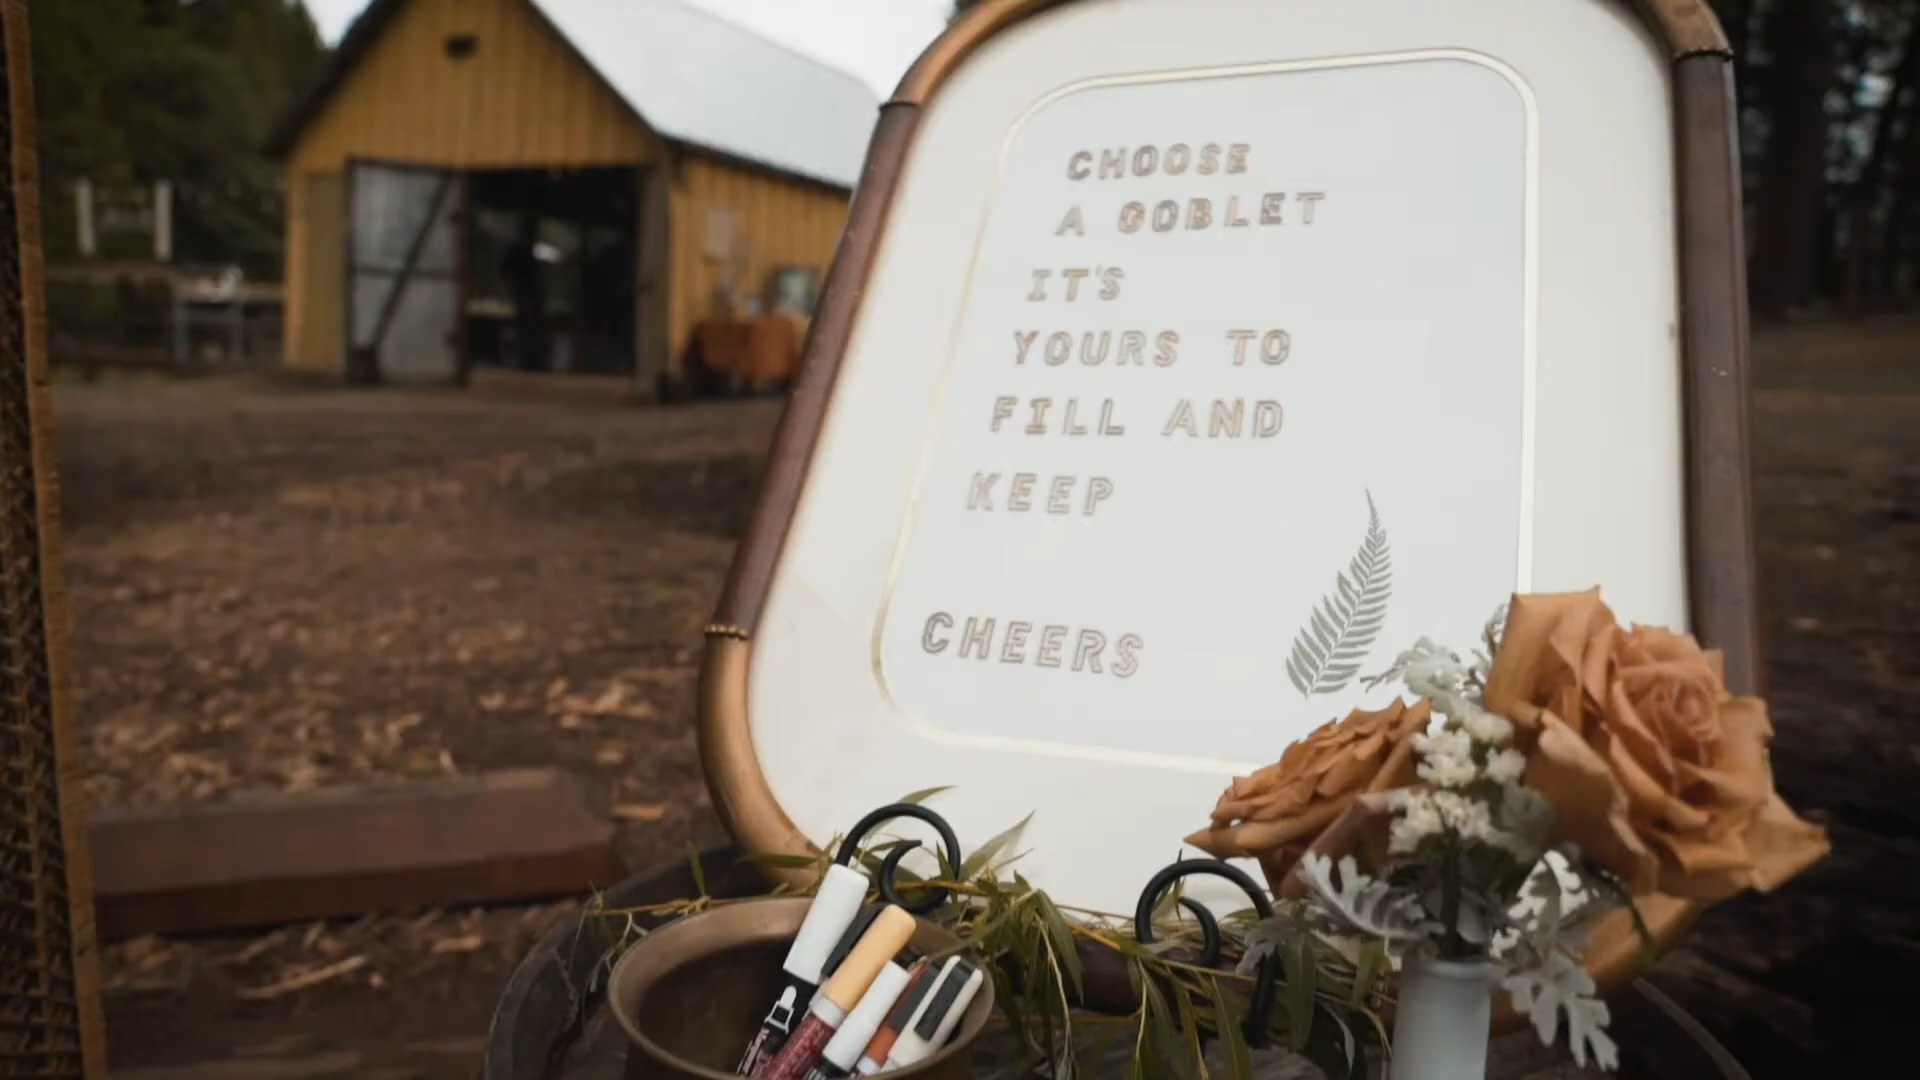 CHOOSE
A GOBLET
IT'S
YOURS TO
FILL AND
KEEP
CHEERS